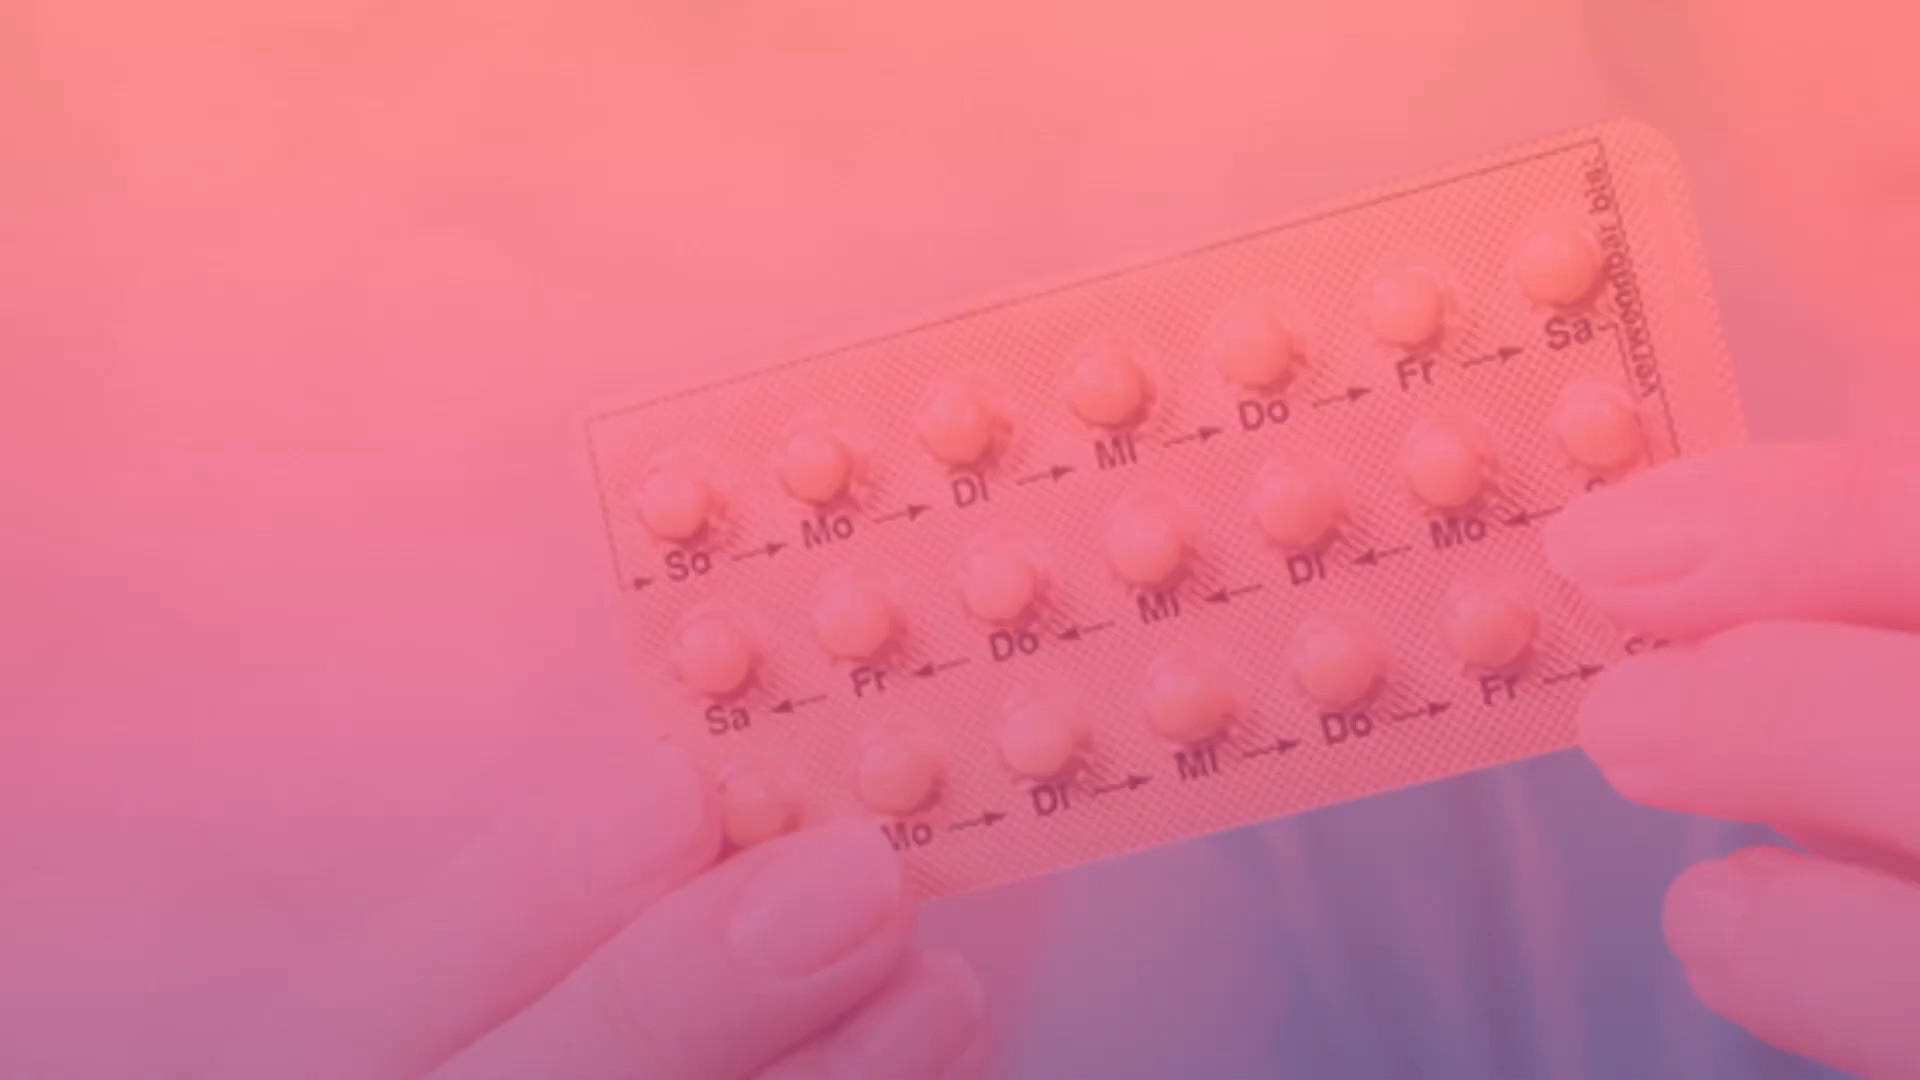 So Mo Di Mi Do Fr Sa
Sa Fr Do Mi Di Mo
Mo Di Mi Do Fr
verwendbar bis: